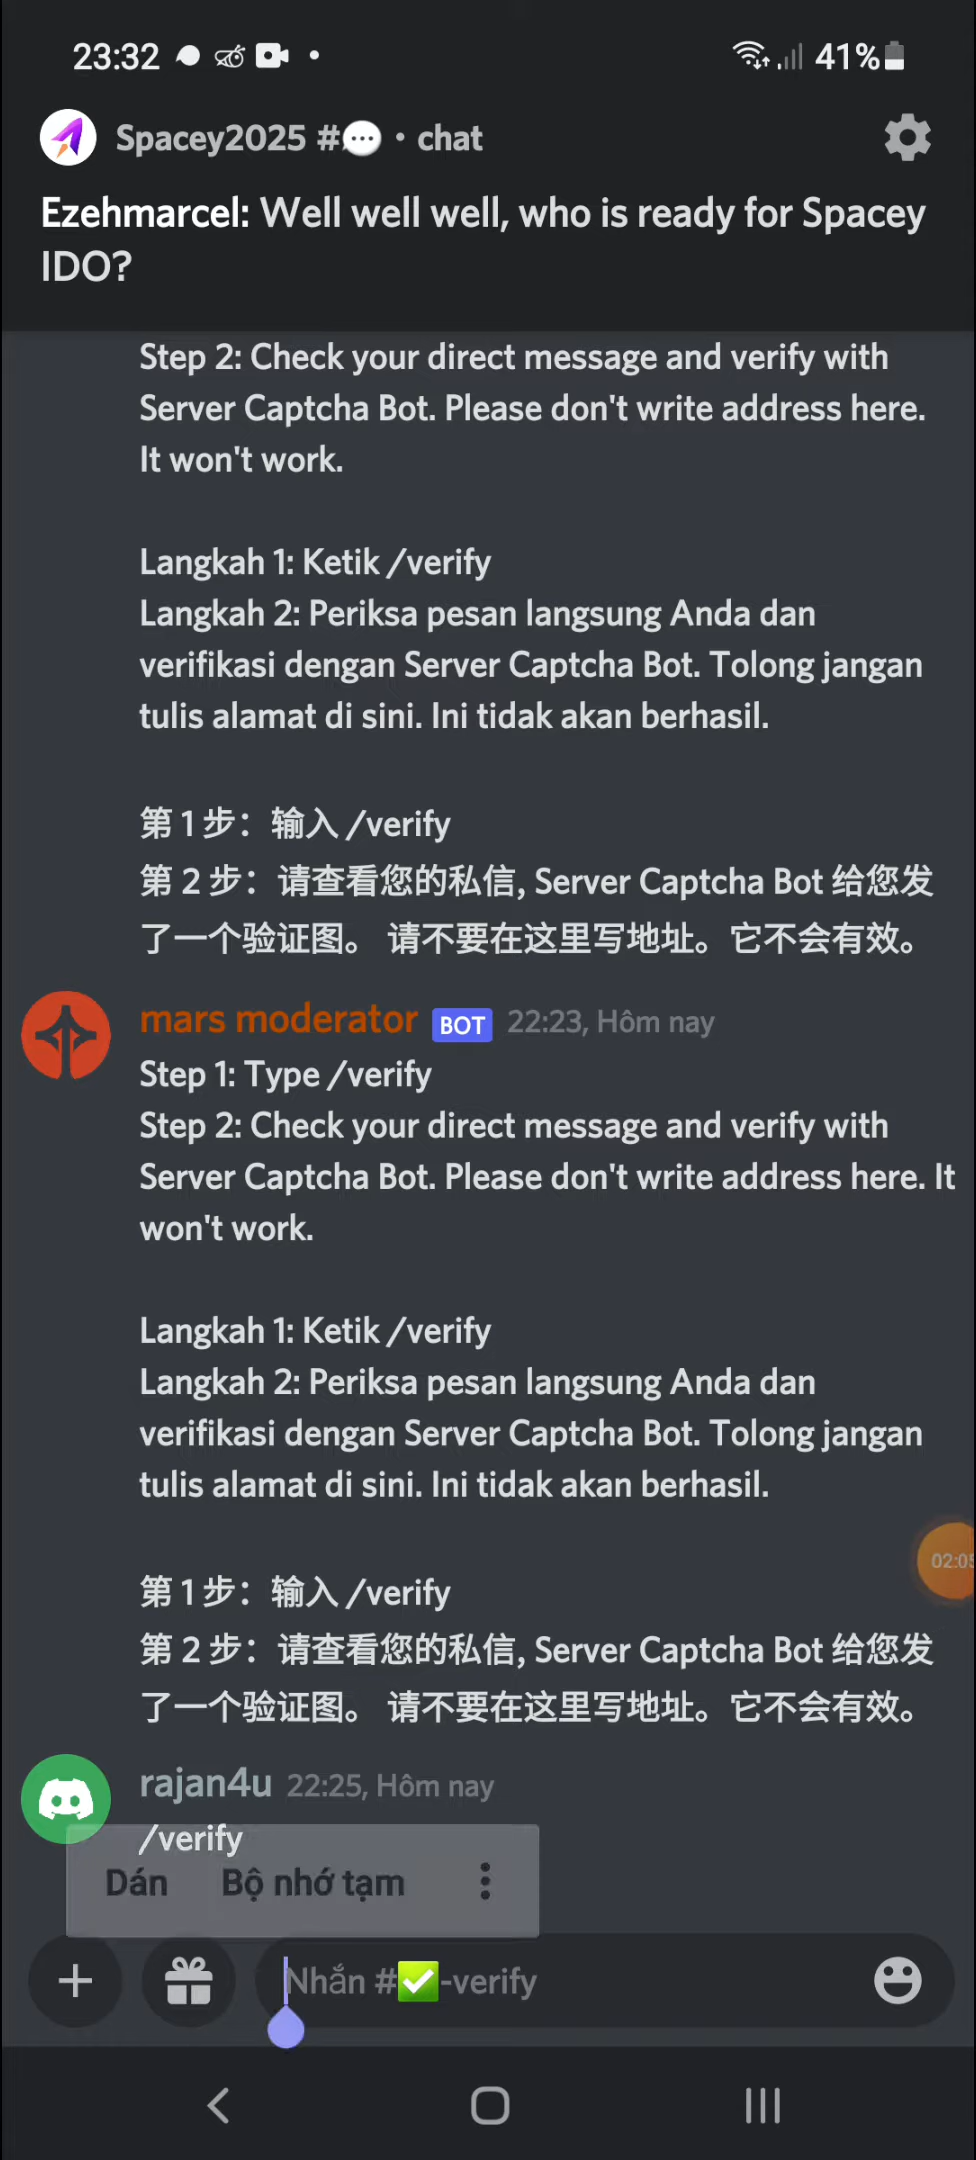 23:32
41%
Spacey2025 #💬 • chat
Ezehmarcel: Well well well, who is ready for Spacey
IDO?
Step 2: Check your direct message and verify with
Server Captcha Bot. Please don't write address here.
It won't work.
Langkah 1: Ketik /verify
Langkah 2: Periksa pesan langsung Anda dan
verifikasi dengan Server Captcha Bot. Tolong jangan
tulis alamat di sini. Ini tidak akan berhasil.
第 1 步：输入 /verify
第 2 步：请查看您的私信, Server Captcha Bot 给您发
了一个验证图。 请不要在这里写地址。它不会有效。
mars moderator BOT 22:23, Hôm nay
Step 1: Type /verify
Step 2: Check your direct message and verify with
Server Captcha Bot. Please don't write address here. It
won't work.
Langkah 1: Ketik /verify
Langkah 2: Periksa pesan langsung Anda dan
verifikasi dengan Server Captcha Bot. Tolong jangan
tulis alamat di sini. Ini tidak akan berhasil.
02:05
第 1 步：输入 /verify
第 2 步：请查看您的私信, Server Captcha Bot 给您发
了一个验证图。 请不要在这里写地址。它不会有效。
rajan4u 22:25, Hôm nay
/verify
Dán Bộ nhớ tạm
Nhắn #✅-verify